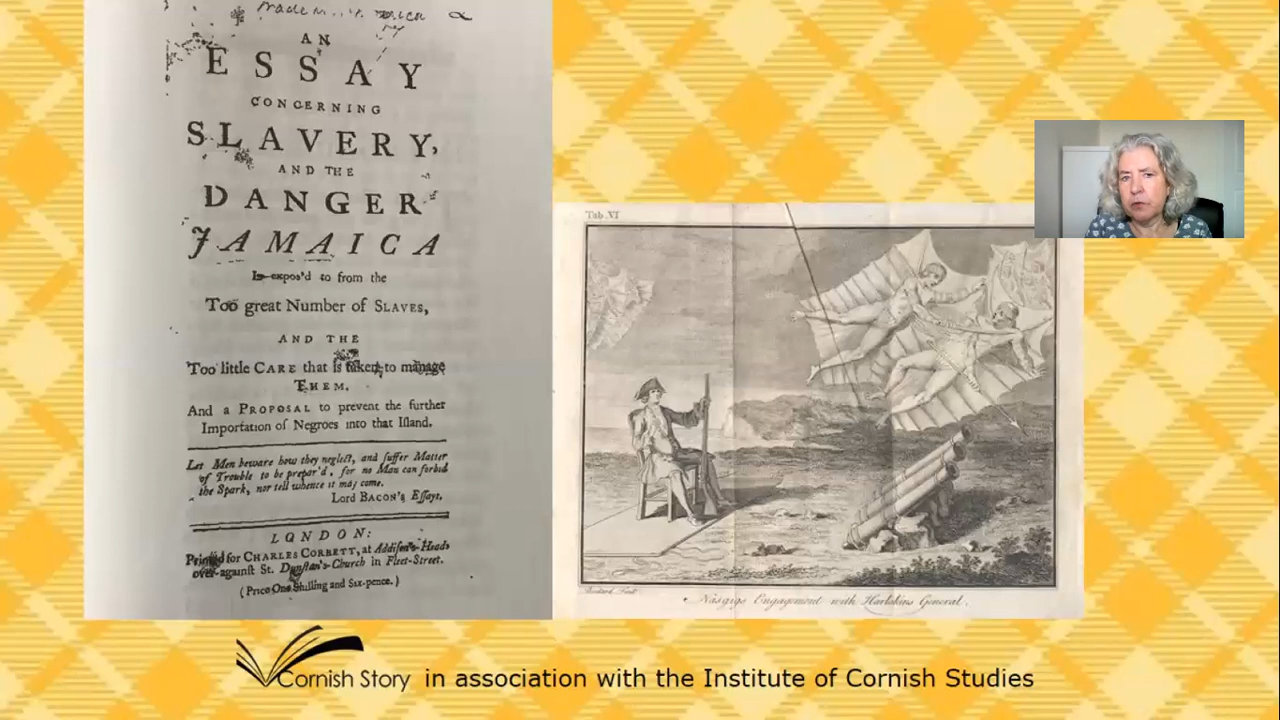 AN
ESSAY
CONCERNING
SLAVERY,
AND THE
DANGER
JAMAICA
Is expos'd to from the
Too great Number of SLAVES,
AND THE
Too little CARE that is taken to manage
THEM.
And a PROPOSAL to prevent the further
Importation of Negroes into that Island.
Let Men beware how they neglect, and suffer Matter
of Trouble to be prepar'd, for no Man can forbid
the Spark, nor tell whence it may come.
Lord BACON's Essays.
LONDON:
Printed for CHARLES CORBETT, at Addison's-Head,
over-against St. Dunstan's-Church in Fleet-Street.
(Price One Shilling and Six-pence.)
Tab. VI
Nasgigs Engagement with Harlokins General.
Cornish Story in association with the Institute of Cornish Studies